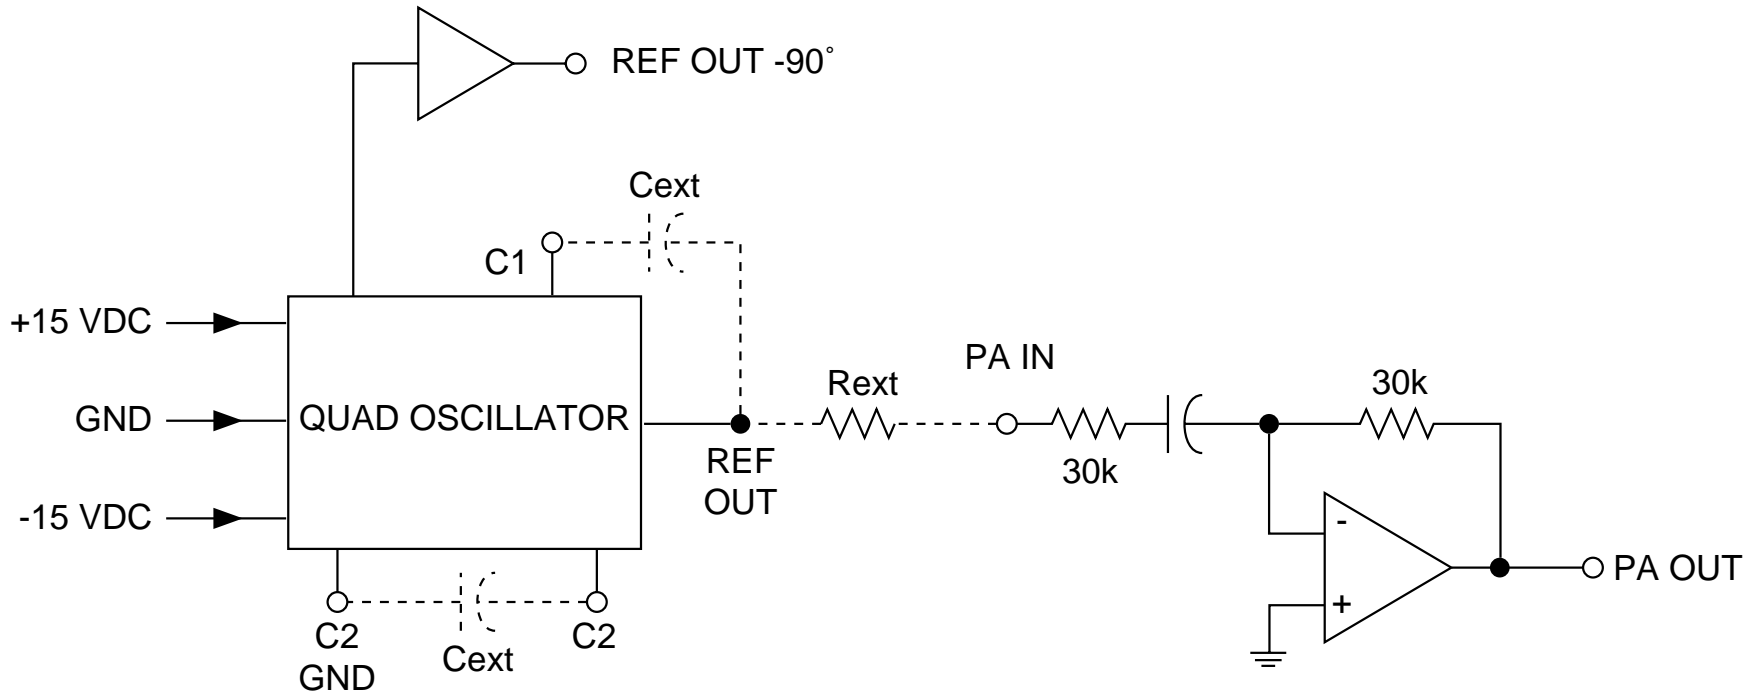 REF OUT -90°
Cext
C1
+15 VDC
PA IN
Rext
30k
GND
QUAD OSCILLATOR
REF
OUT
30k
-15 VDC
-
PA OUT
+
C2
GND
Cext
C2